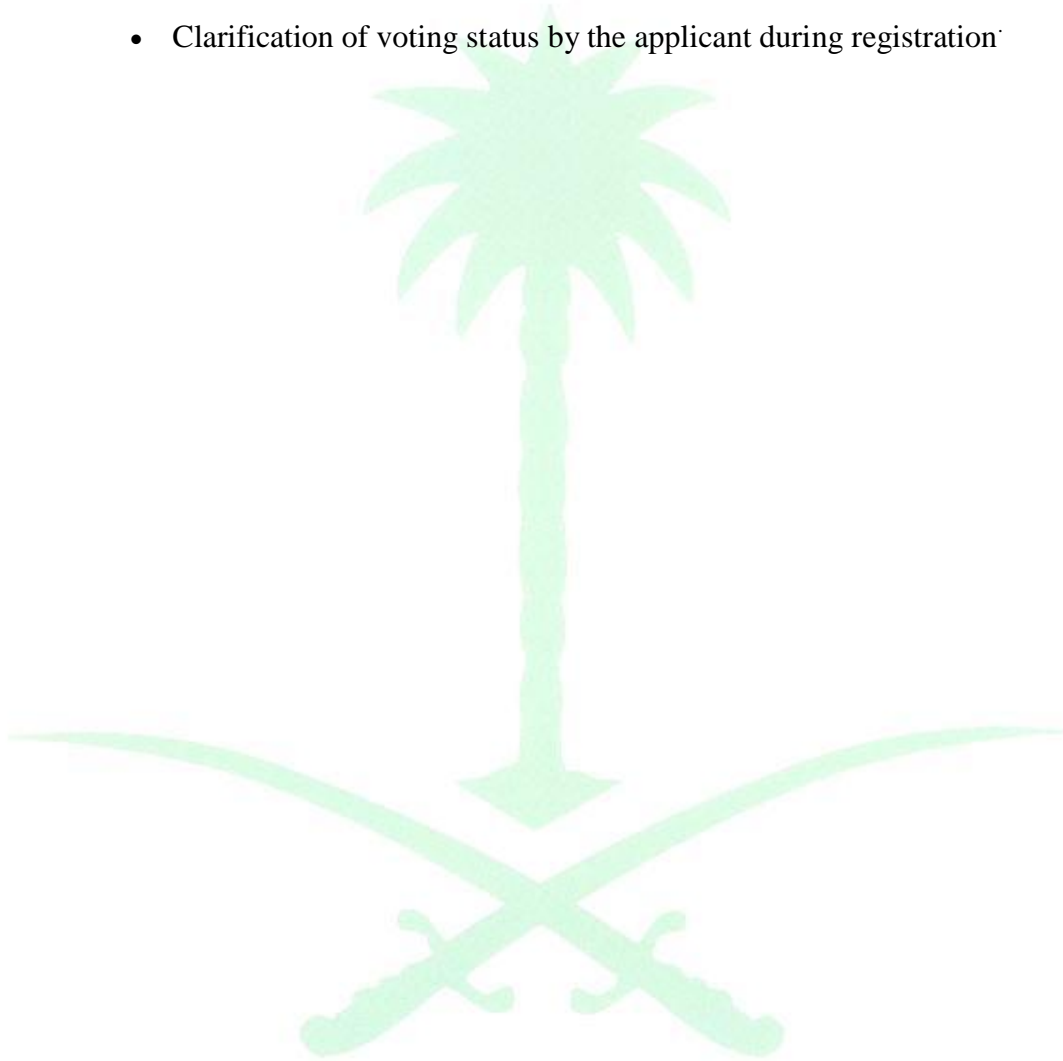 • Clarification of voting status by the applicant during registration.